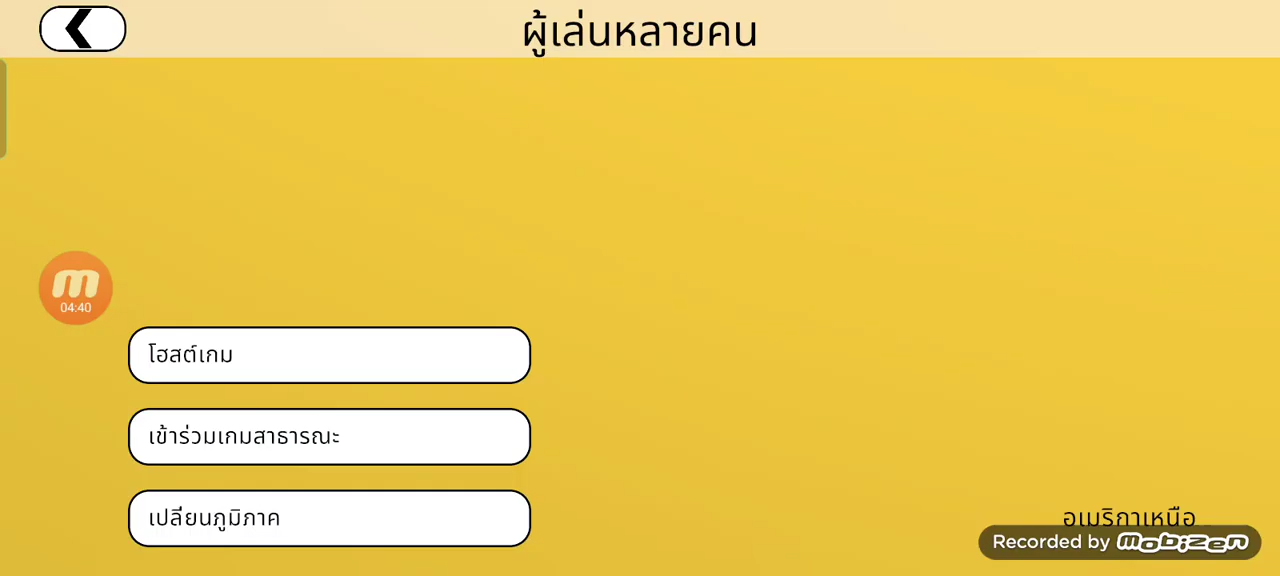 ผู้เล่นหลายคน
m
04:40
โฮสต์เกม
เข้าร่วมเกมสาธารณะ
เปลี่ยนภูมิภาค
อเมริกาเหนือ
Recorded by mobizen